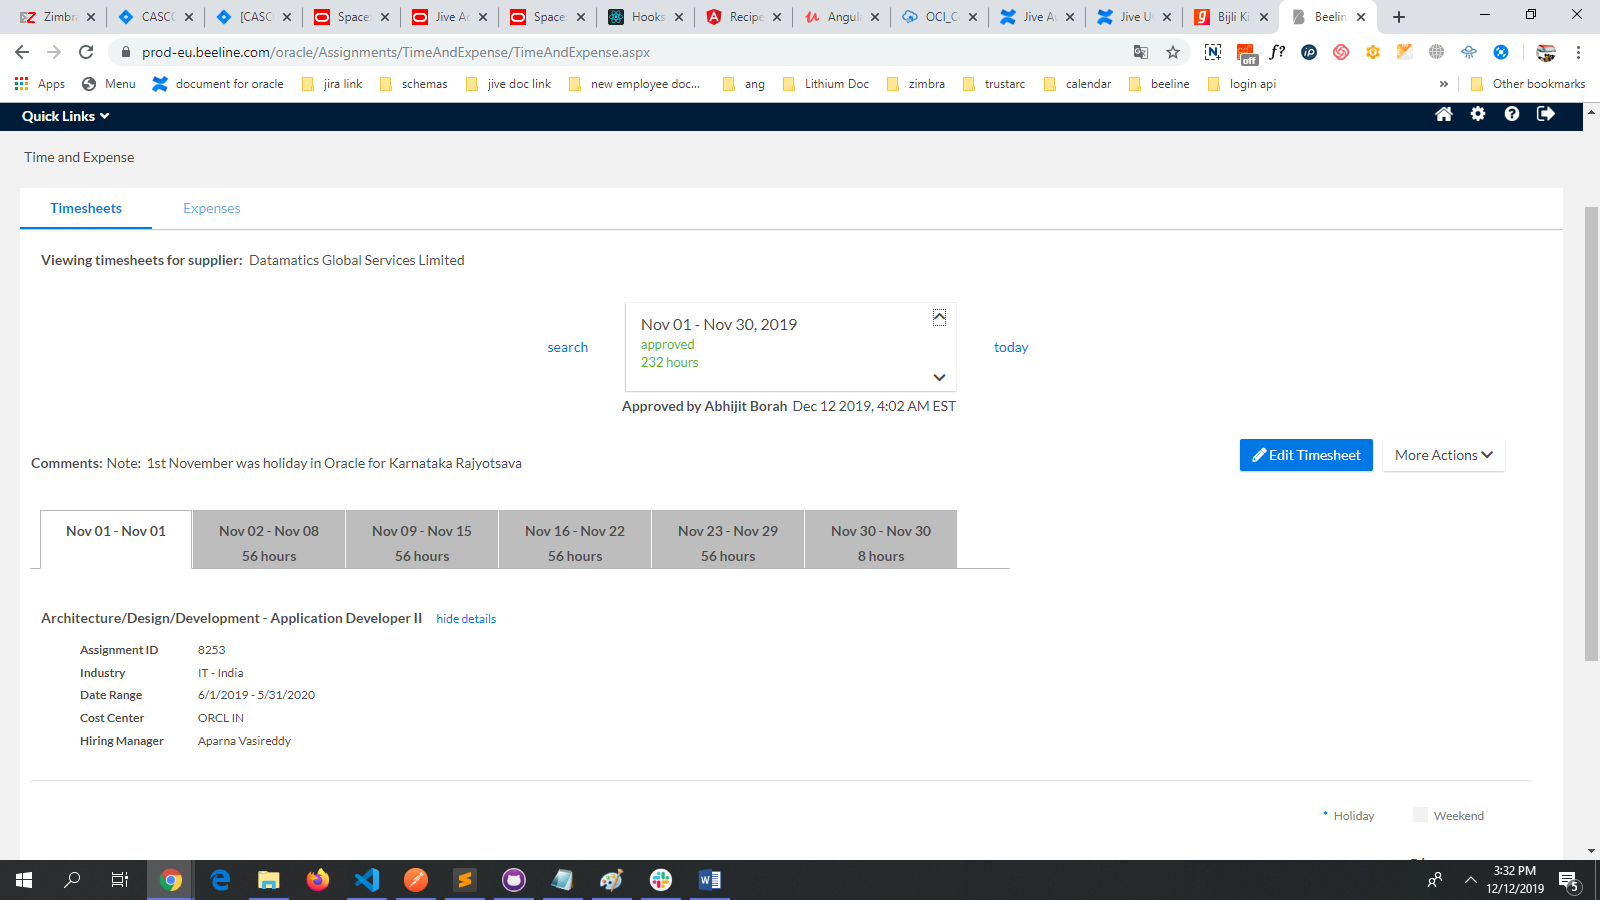 Zimbra
CASCO
[CASC
Space
Jive Ac
Space
Hooks
Recipe
Angula
OCI_C
Jive Au
Jive U
Bijli Ki
Beelin
prod-eu.beeline.com/oracle/Assignments/TimeAndExpense/TimeAndExpense.aspx
off
f?
Apps
Menu
document for oracle
jira link
schemas
jive doc link
new employee doc...
ang
Lithium Doc
zimbra
trustarc
calendar
beeline
login api
»
Other bookmarks
Quick Links
Time and Expense
Timesheets
Expenses
Viewing timesheets for supplier: Datamatics Global Services Limited
Nov 01 - Nov 30, 2019
approved
search
today
232 hours
Approved by Abhijit Borah Dec 12 2019, 4:02 AM EST
Comments: Note: 1st November was holiday in Oracle for Karnataka Rajyotsava
Edit Timesheet
More Actions
Nov 01 - Nov 01
Nov 02 - Nov 08
56 hours
Nov 09 - Nov 15
56 hours
Nov 16 - Nov 22
56 hours
Nov 23 - Nov 29
56 hours
Nov 30 - Nov 30
8 hours
Architecture/Design/Development - Application Developer II hide details
Assignment ID 8253
Industry IT - India
Date Range 6/1/2019 - 5/31/2020
Cost Center ORCL IN
Hiring Manager Aparna Vasireddy
* Holiday
Weekend
3:32 PM
12/12/2019
5